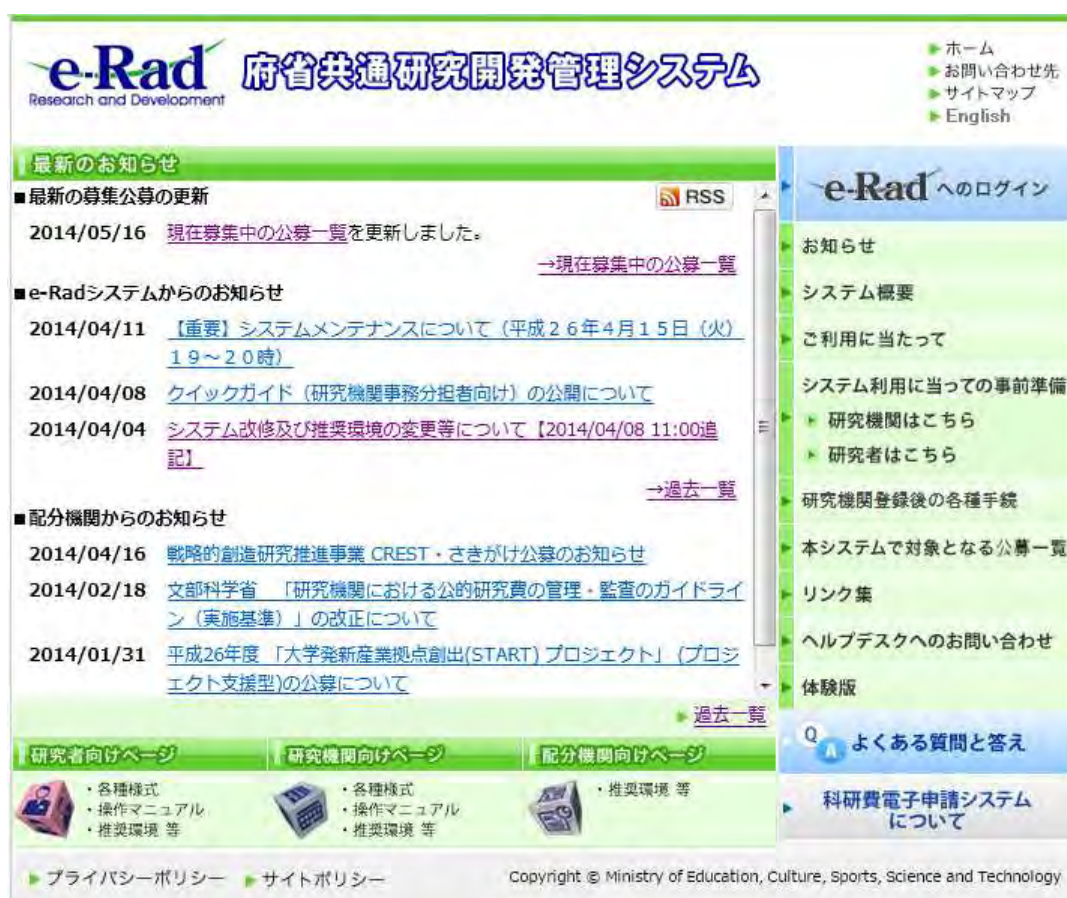 e-Rad
Research and Development
府省共通研究開発管理システム
ホーム
お問い合わせ先
サイトマップ
English
最新のお知らせ
■最新の募集公募の更新
RSS
2014/05/16 現在募集中の公募一覧を更新しました。
→現在募集中の公募一覧
■e-Radシステムからのお知らせ
2014/04/11 【重要】システムメンテナンスについて(平成26年4月15日(火)
19~20時)
2014/04/08 クイックガイド(研究機関事務分担者向け)の公開について
2014/04/04 システム改修及び推奨環境の変更等について【2014/04/08 11:00追
記】
→過去一覧
■配分機関からのお知らせ
2014/04/16 戦略的創造研究推進事業 CREST・さきがけ公募のお知らせ
2014/02/18 文部科学省 「研究機関における公的研究費の管理・監査のガイドライ
ン(実施基準)」の改正について
2014/01/31 平成26年度 「大学発新産業拠点創出(START) プロジェクト」 (プロジ
ェクト支援型)の公募について
過去一覧
e-Rad へのログイン
お知らせ
システム概要
ご利用に当たって
システム利用に当っての事前準備
研究機関はこちら
研究者はこちら
研究機関登録後の各種手続
本システムで対象となる公募一覧
リンク集
ヘルプデスクへのお問い合わせ
体験版
Q A よくある質問と答え
科研費電子申請システム
について
研究者向けページ
・各種様式
・操作マニュアル
・推奨環境 等
研究機関向けページ
・各種様式
・操作マニュアル
・推奨環境 等
配分機関向けページ
・推奨環境 等
プライバシーポリシー
サイトポリシー
Copyright © Ministry of Education, Culture, Sports, Science and Technology